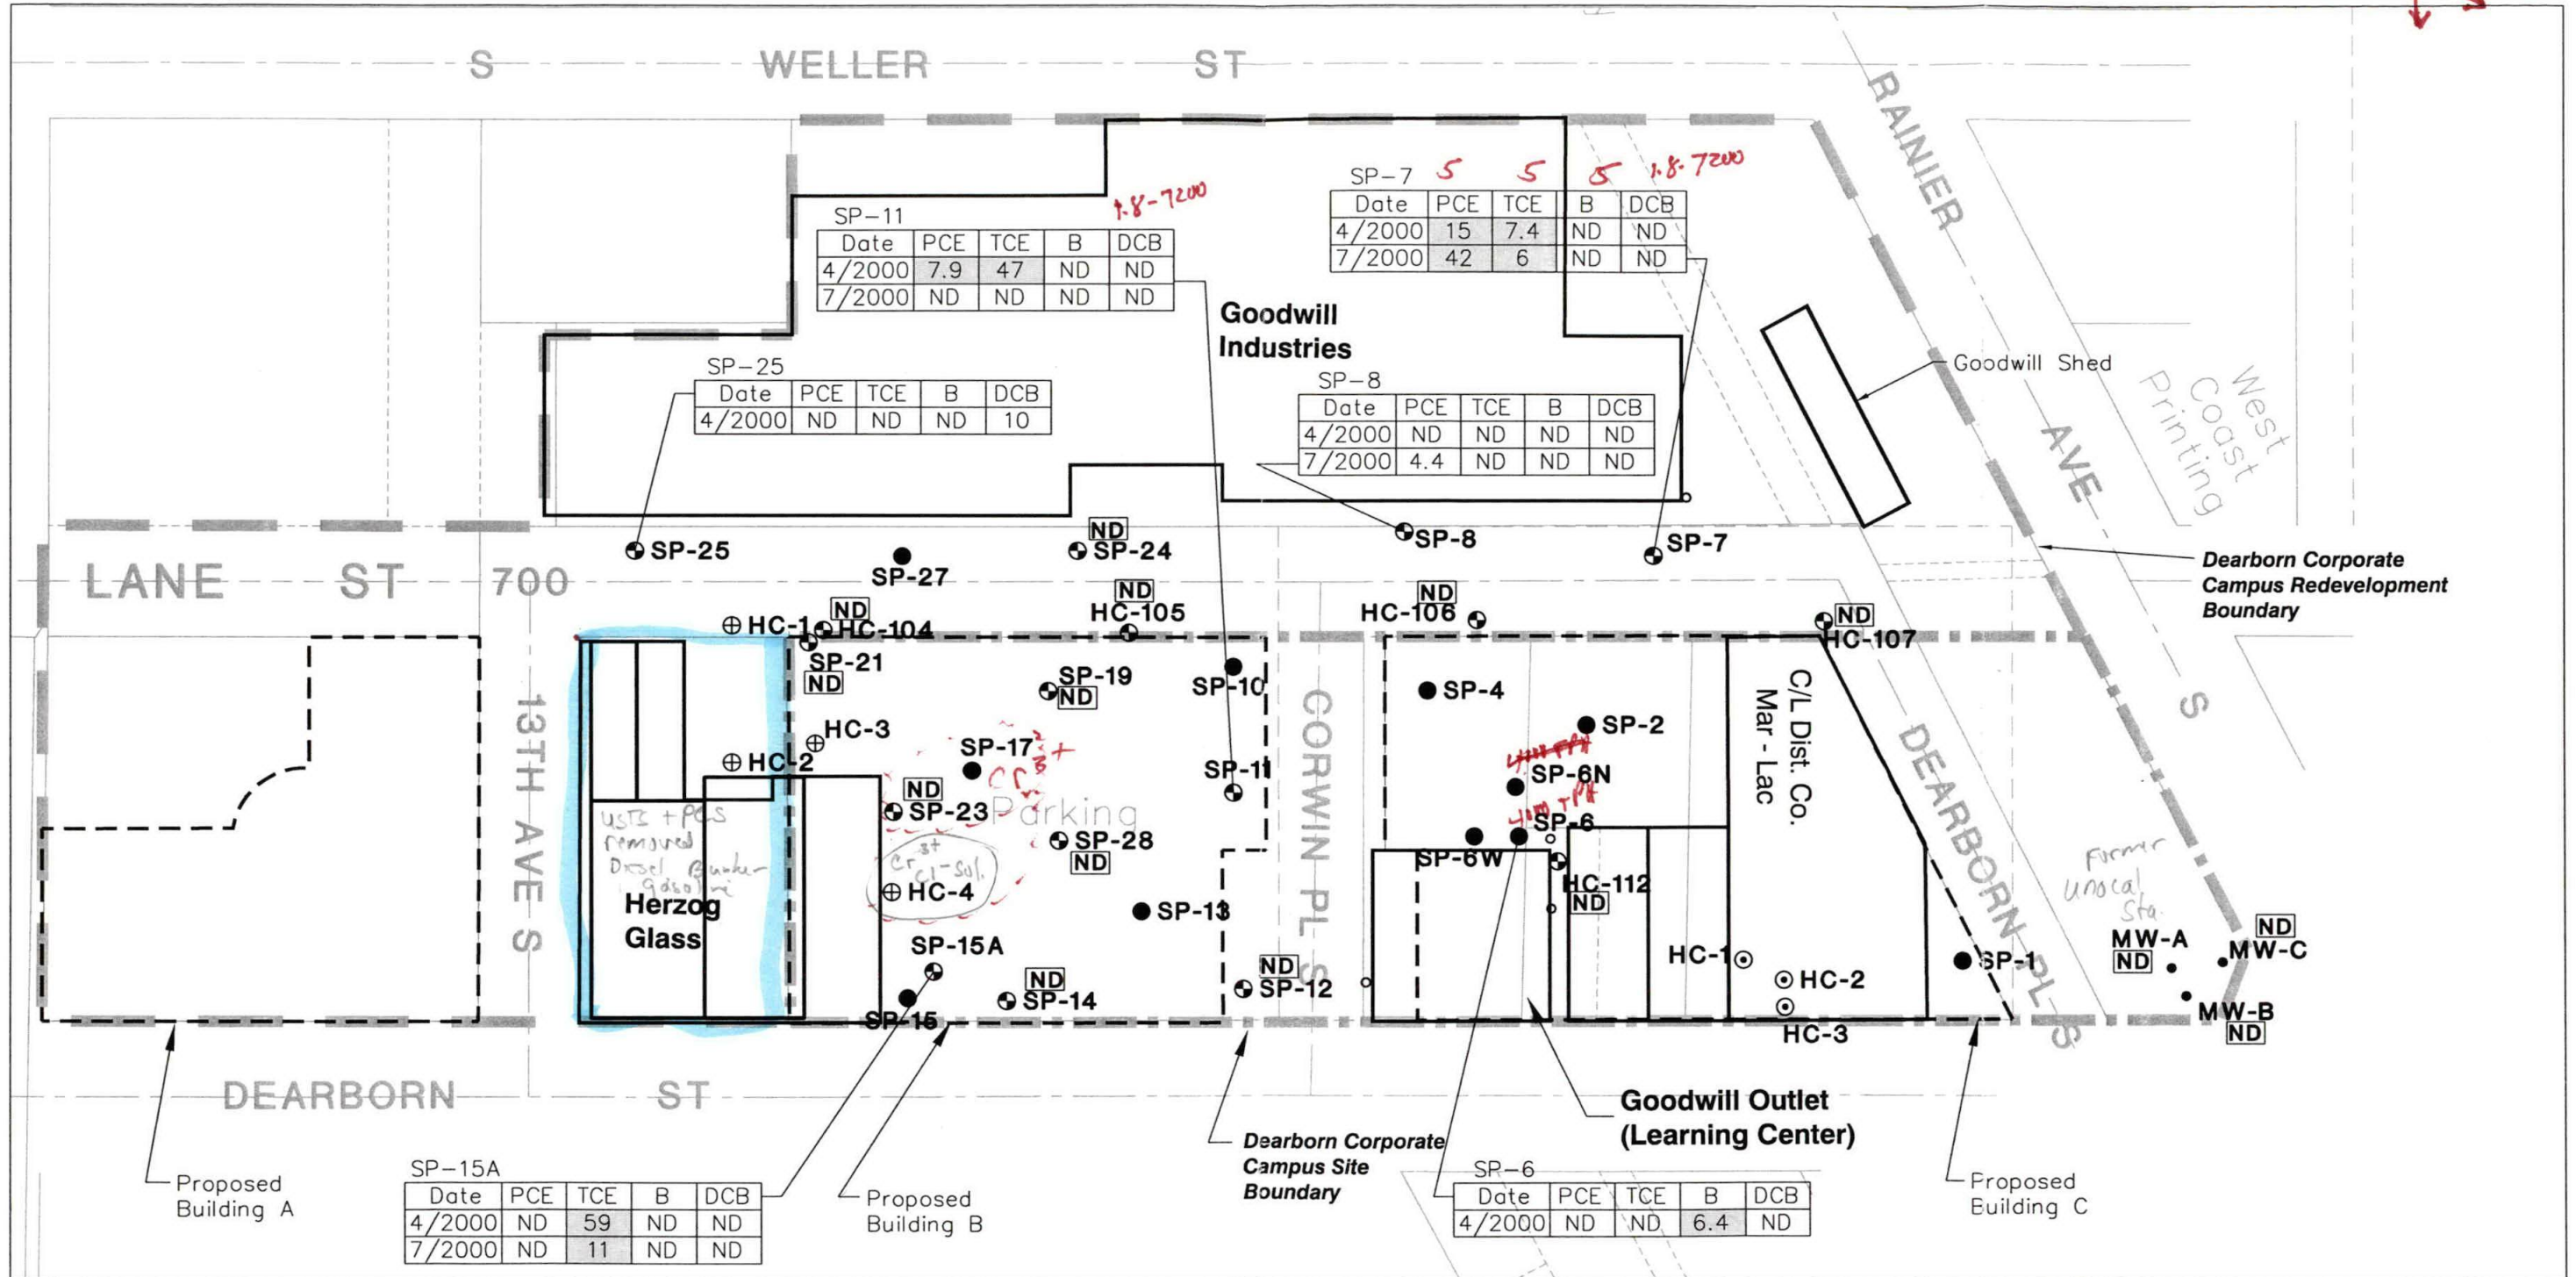 S WELLER ST
RAINIER AVE S
SP-7 5 5 5 1.8-7200
Date PCE TCE B DCB
4/2000 15 7.4 ND ND
7/2000 42 6 ND ND
1.8-7200
SP-11
Date PCE TCE B DCB
4/2000 7.9 47 ND ND
7/2000 ND ND ND ND
Goodwill
Industries
SP-25
Date PCE TCE B DCB
4/2000 ND ND ND 10
SP-8
Date PCE TCE B DCB
4/2000 ND ND ND ND
7/2000 4.4 ND ND ND
Goodwill Shed
West
Coast
Printing
Dearborn Corporate
Campus Redevelopment
Boundary
LANE ST 700
SP-25
SP-27
ND
SP-24
SP-8
SP-7
HC-1
ND
HC-104
ND
HC-105
ND
HC-106
ND
HC-107
SP-21
ND
SP-19
ND
SP-10
SP-4
SP-2
C/L Dist. Co.
Mar - Lac
13TH AVE S
CORWIN PL S
DEARBORN PL S
HC-2
HC-3
SP-17
Cr
Parking
SP-11
SP-6N
400 TPH
SP-6
SP-6W
ND
SP-23
SP-28
ND
Cr 3+
Cl-Sol.
HC-4
USTs + PCS
removed
Diesel Bunker
gasoline
Herzog
Glass
HC-112
ND
SP-13
SP-15A
SP-15
ND
SP-14
ND
SP-12
HC-1
HC-2
HC-3
SP-1
Former
Unocal
Sta.
MW-A
ND
ND
MW-C
MW-B
ND
DEARBORN ST
Proposed
Building A
SP-15A
Date PCE TCE B DCB
4/2000 ND 59 ND ND
7/2000 ND 11 ND ND
Proposed
Building B
Dearborn Corporate
Campus Site
Boundary
Goodwill Outlet
(Learning Center)
SP-6
Date PCE TCE B DCB
4/2000 ND ND 6.4 ND
Proposed
Building C